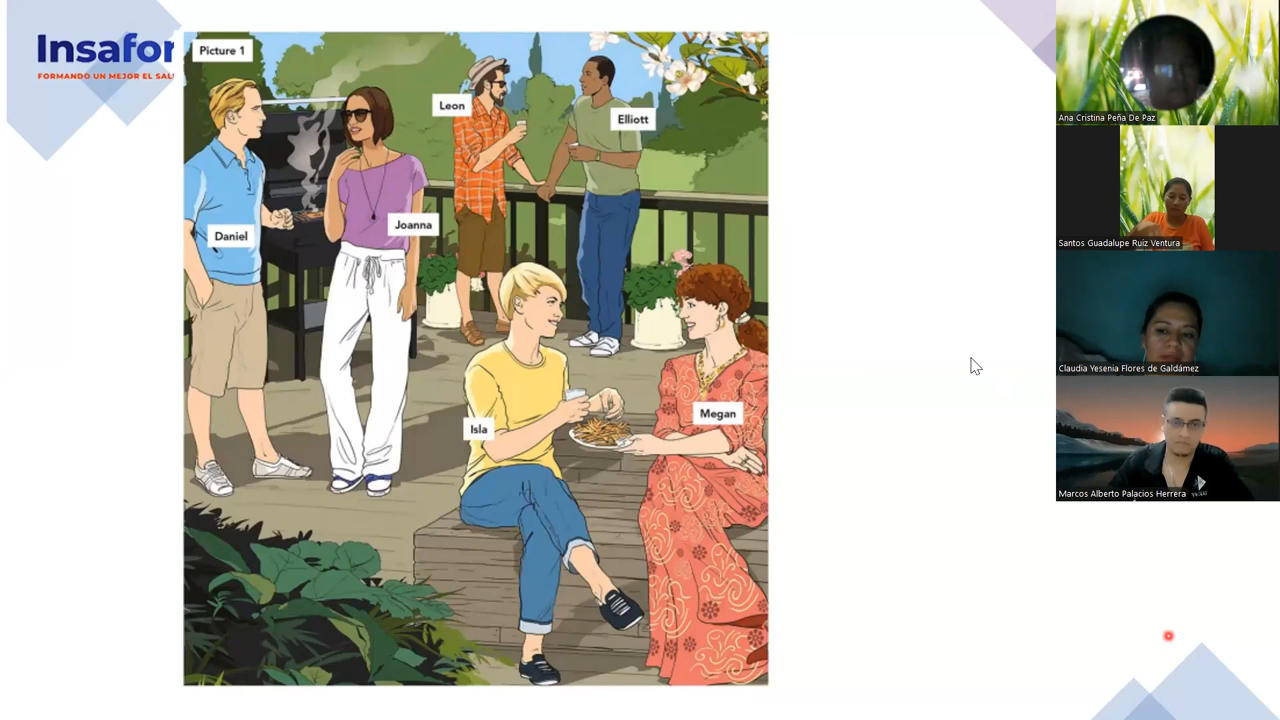 Insafor
FORMANDO UN MEJOR EL SAL
Picture 1
Leon
Elliott
Daniel
Joanna
Isla
Megan
Ana Cristina Peña De Paz
Santos Guadalupe Ruiz Ventura
Claudia Yesenia Flores de Galdámez
Marcos Alberto Palacios Herrera